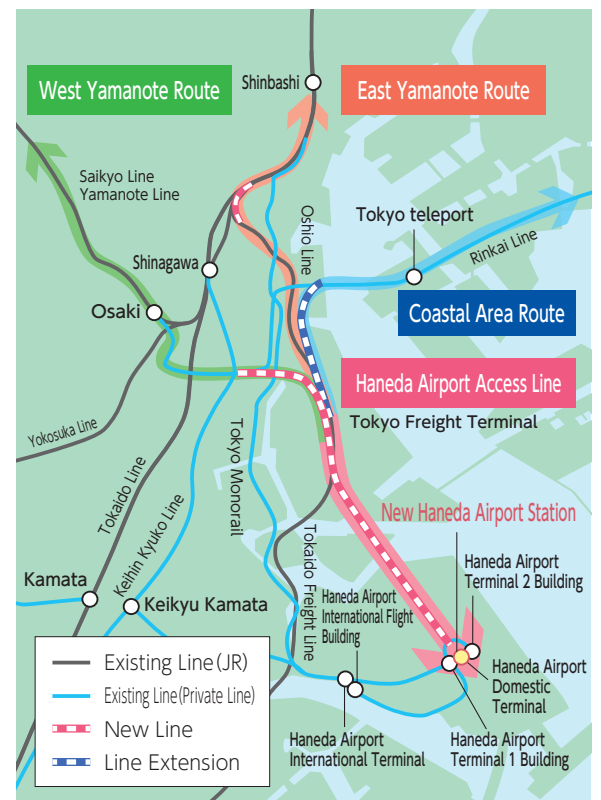 Shinbashi
West Yamanote Route
East Yamanote Route
Saikyo Line
Yamanote Line
Oshio Line
Tokyo teleport
Rinkai Line
Shinagawa
Osaki
Coastal Area Route
Haneda Airport Access Line
Tokyo Freight Terminal
Yokosuka Line
Tokaido Line
Keihin Kyuko Line
Tokyo Monorail
Tokaido Freight Line
New Haneda Airport Station
Haneda Airport
Terminal 2 Building
Kamata
Keikyu Kamata
Haneda Airport
International Flight
Building
Haneda Airport
Domestic
Terminal
Haneda Airport
International Terminal
Haneda Airport
Terminal 1 Building
Existing Line (JR)
Existing Line (Private Line)
New Line
Line Extension